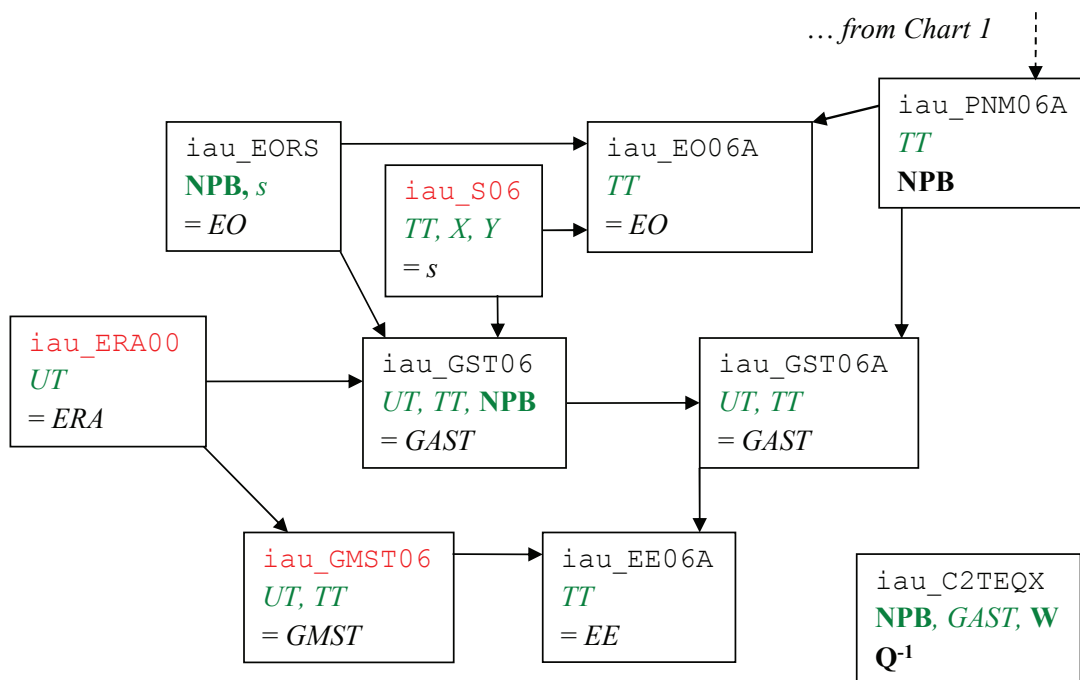 … from Chart 1
iau_PNM06A
TT
NPB
iau_EORS
NPB, s
= EO
iau_S06
TT, X, Y
= s
iau_EO06A
TT
= EO
iau_ERA00
UT
= ERA
iau_GST06
UT, TT, NPB
= GAST
iau_GST06A
UT, TT
= GAST
iau_GMST06
UT, TT
= GMST
iau_EE06A
TT
= EE
iau_C2TEQX
NPB, GAST, W
Q⁻¹